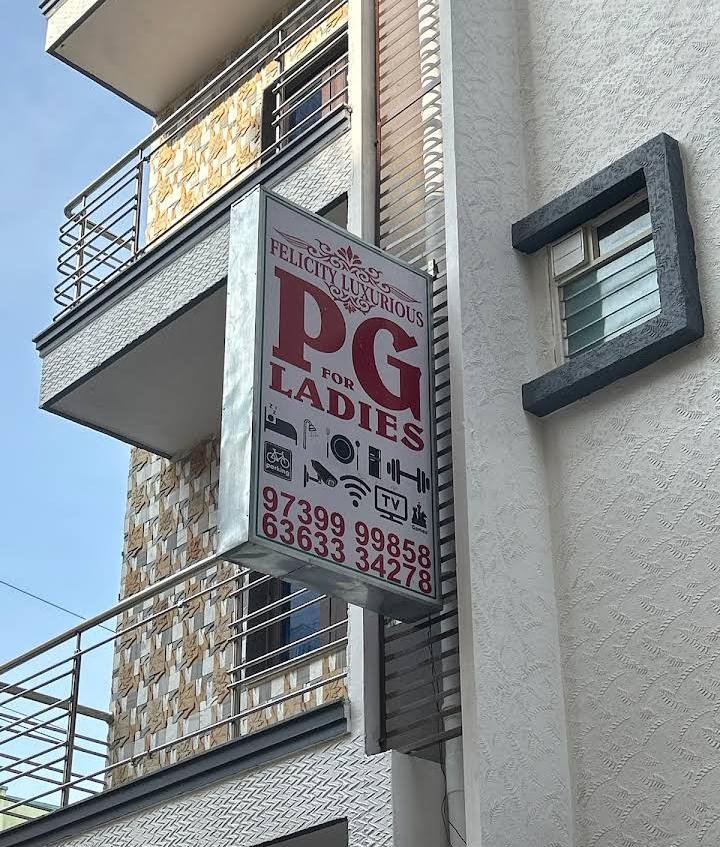 FELICITY LUXURIOUS
PG
FOR
LADIES
parking
TV
Games
97399 99858
63633 34278